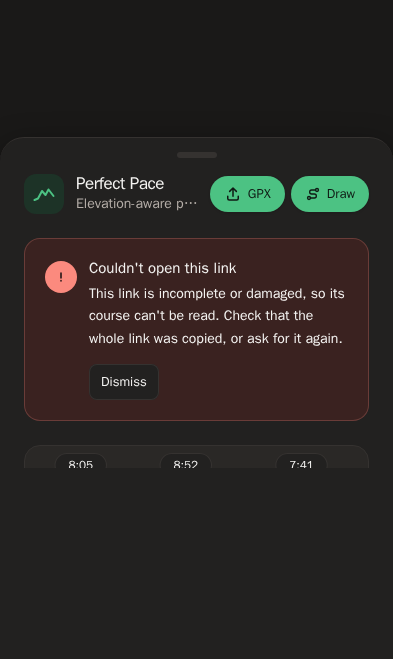 Perfect Pace
Elevation-aware p···
GPX
Draw
!
Couldn't open this link
This link is incomplete or damaged, so its
course can't be read. Check that the
whole link was copied, or ask for it again.
Dismiss
8:05 8:52 7:41